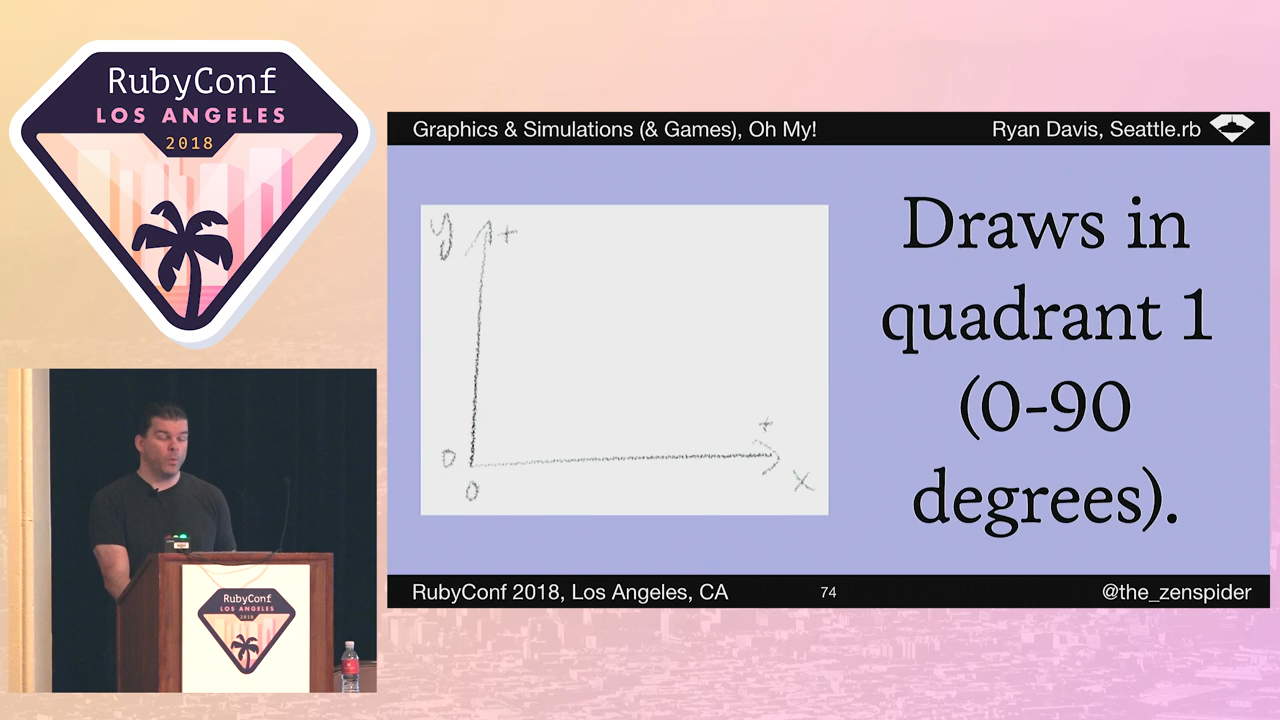 RubyConf
LOS ANGELES
2018
Graphics & Simulations (& Games), Oh My!
Ryan Davis, Seattle.rb
y
+
0
0
+
x
Draws in
quadrant 1
(0-90
degrees).
RubyConf 2018, Los Angeles, CA
74
@the_zenspider
RubyConf
LOS ANGELES
2018